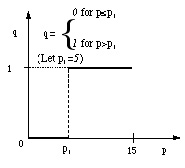 q
q = { 0 for p≤p₁
1 for p>p₁
(Let p₁=5)
1
0
p₁
15
p